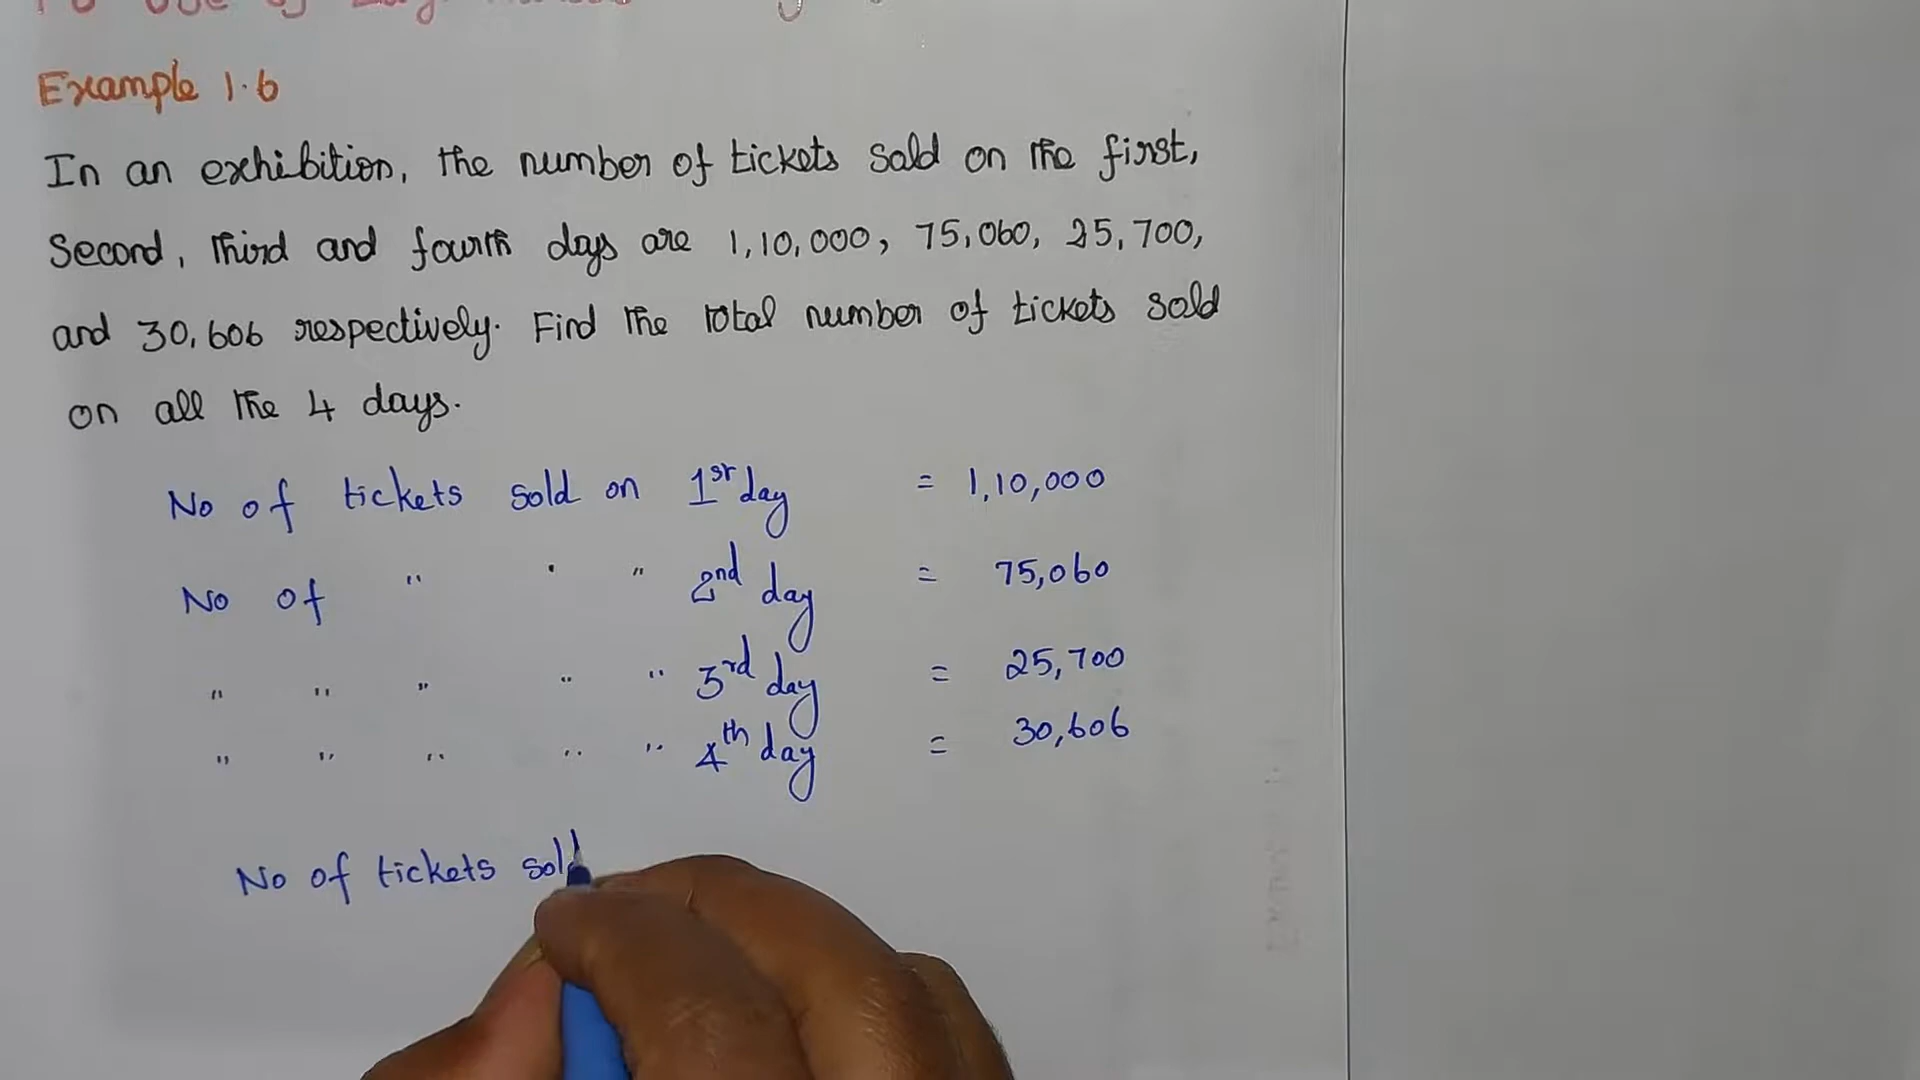 Example 1.6
In an exhibition, the number of tickets sold on the first,
Second, third and fourth days are 1,10,000, 75,060, 25,700,
and 30,606 respectively. Find the total number of tickets sold
on all the 4 days.
No of tickets sold on 1st day = 1,10,000
No of " " " 2nd day = 75,060
" " " " " 3rd day = 25,700
" " " " " 4th day = 30,606
No of tickets sold